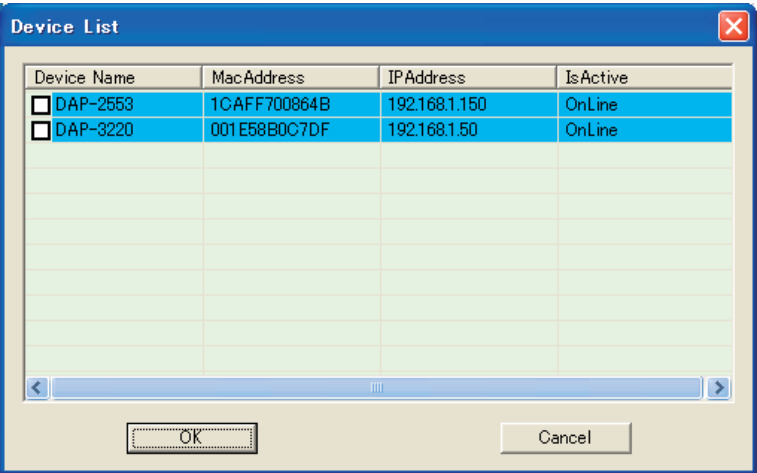 Device List
Device Name MacAddress IPAddress IsActive
DAP-2553 1CAFF700864B 192.168.1.150 OnLine
DAP-3220 001E58B0C7DF 192.168.1.50 OnLine
OK Cancel